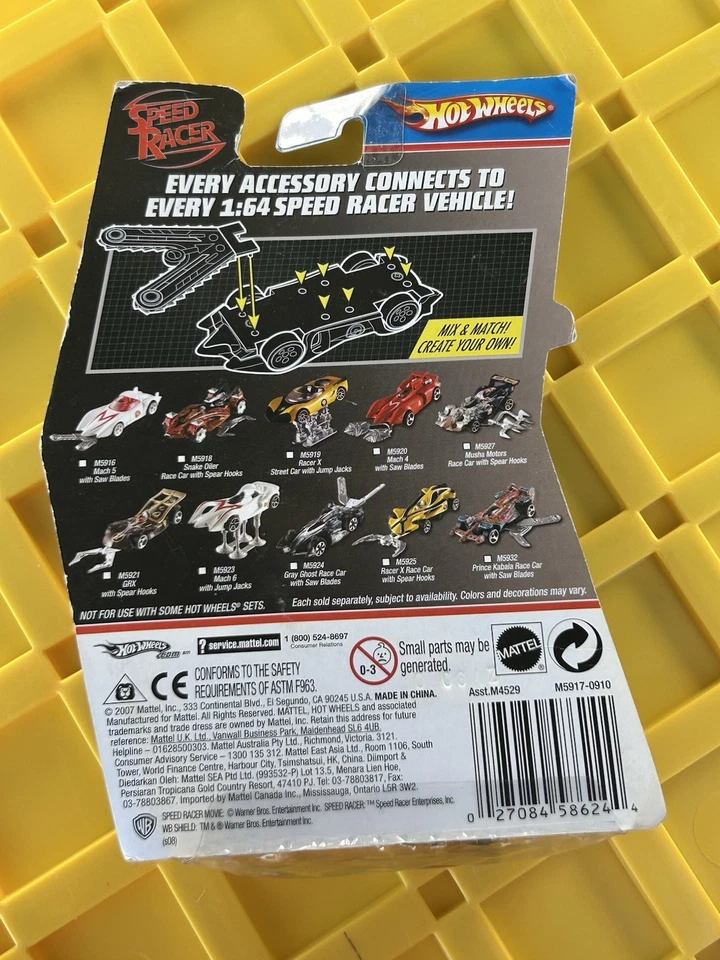 SPEED
RACER
HOT WHEELS®
EVERY ACCESSORY CONNECTS TO
EVERY 1:64 SPEED RACER VEHICLE!
MIX & MATCH!
CREATE YOUR OWN!
M5916
Mach 5
with Saw Blades
M5918
Snake Oiler
Race Car with Spear Hooks
M5919
Racer X
Street Car with Jump Jacks
M5920
Mach 4
with Saw Blades
M5927
Musha Motors
Race Car with Spear Hooks
M5921
GRX
with Spear Hooks
M5923
Mach 6
with Jump Jacks
M5924
Gray Ghost Race Car
with Saw Blades
M5925
Racer X Race Car
with Spear Hooks
M5932
Prince Kabala Race Car
with Saw Blades
NOT FOR USE WITH SOME HOT WHEELS® SETS.
Each sold separately, subject to availability. Colors and decorations may vary.
HOT WHEELS.com SM
? service.mattel.com
1 (800) 524-8697
Consumer Relations
0-3
Small parts may be
generated.
MATTEL
CE
CONFORMS TO THE SAFETY
REQUIREMENTS OF ASTM F963.
Asst.M4529
M5917-0910
© 2007 Mattel, Inc., 333 Continental Blvd., El Segundo, CA 90245 U.S.A. MADE IN CHINA.
Manufactured for Mattel. All Rights Reserved. MATTEL, HOT WHEELS and associated
trademarks and trade dress are owned by Mattel, Inc. Retain this address for future
reference: Mattel U.K. Ltd., Vanwall Business Park, Maidenhead SL6 4UB.
Helpline – 01628500303. Mattel Australia Pty Ltd., Richmond, Victoria. 3121.
Consumer Advisory Service – 1300 135 312. Mattel East Asia Ltd., Room 1106, South
Tower, World Finance Centre, Harbour City, Tsimshatsui, HK, China. Diimport &
Diedarkan Oleh: Mattel SEA Ptd Ltd. (993532-P) Lot 13.5, Menara Lien Hoe,
Persiaran Tropicana Golf Country Resort, 47410 PJ. Tel: 03-78803817, Fax:
03-78803867. Imported by Mattel Canada Inc., Mississauga, Ontario L5R 3W2.
0 27084 58624 4
WB
SPEED RACER MOVIE: © Warner Bros. Entertainment Inc. SPEED RACER: ™ Speed Racer Enterprises, Inc.
WB SHIELD: TM & ® Warner Bros. Entertainment Inc.
(s08)